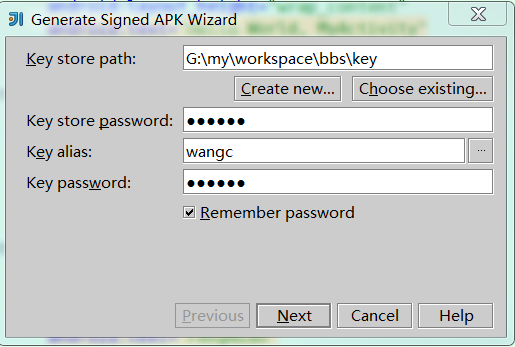 Generate Signed APK Wizard
Key store path:
G:\my\workspace\bbs\key
Create new...
Choose existing...
Key store password:
●●●●●●
Key alias:
wangc
...
Key password:
●●●●●●
Remember password
Previous
Next
Cancel
Help